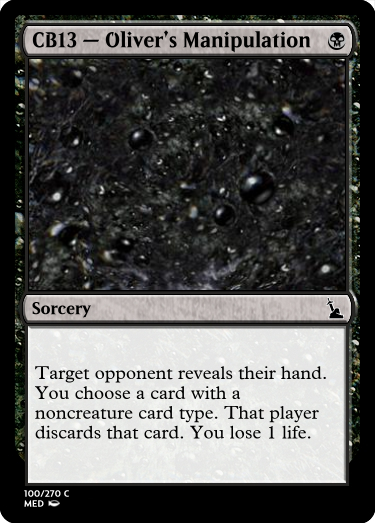 CB13 — Oliver's Manipulation
Sorcery
Target opponent reveals their hand.
You choose a card with a
noncreature card type. That player
discards that card. You lose 1 life.
100/270 C
MED